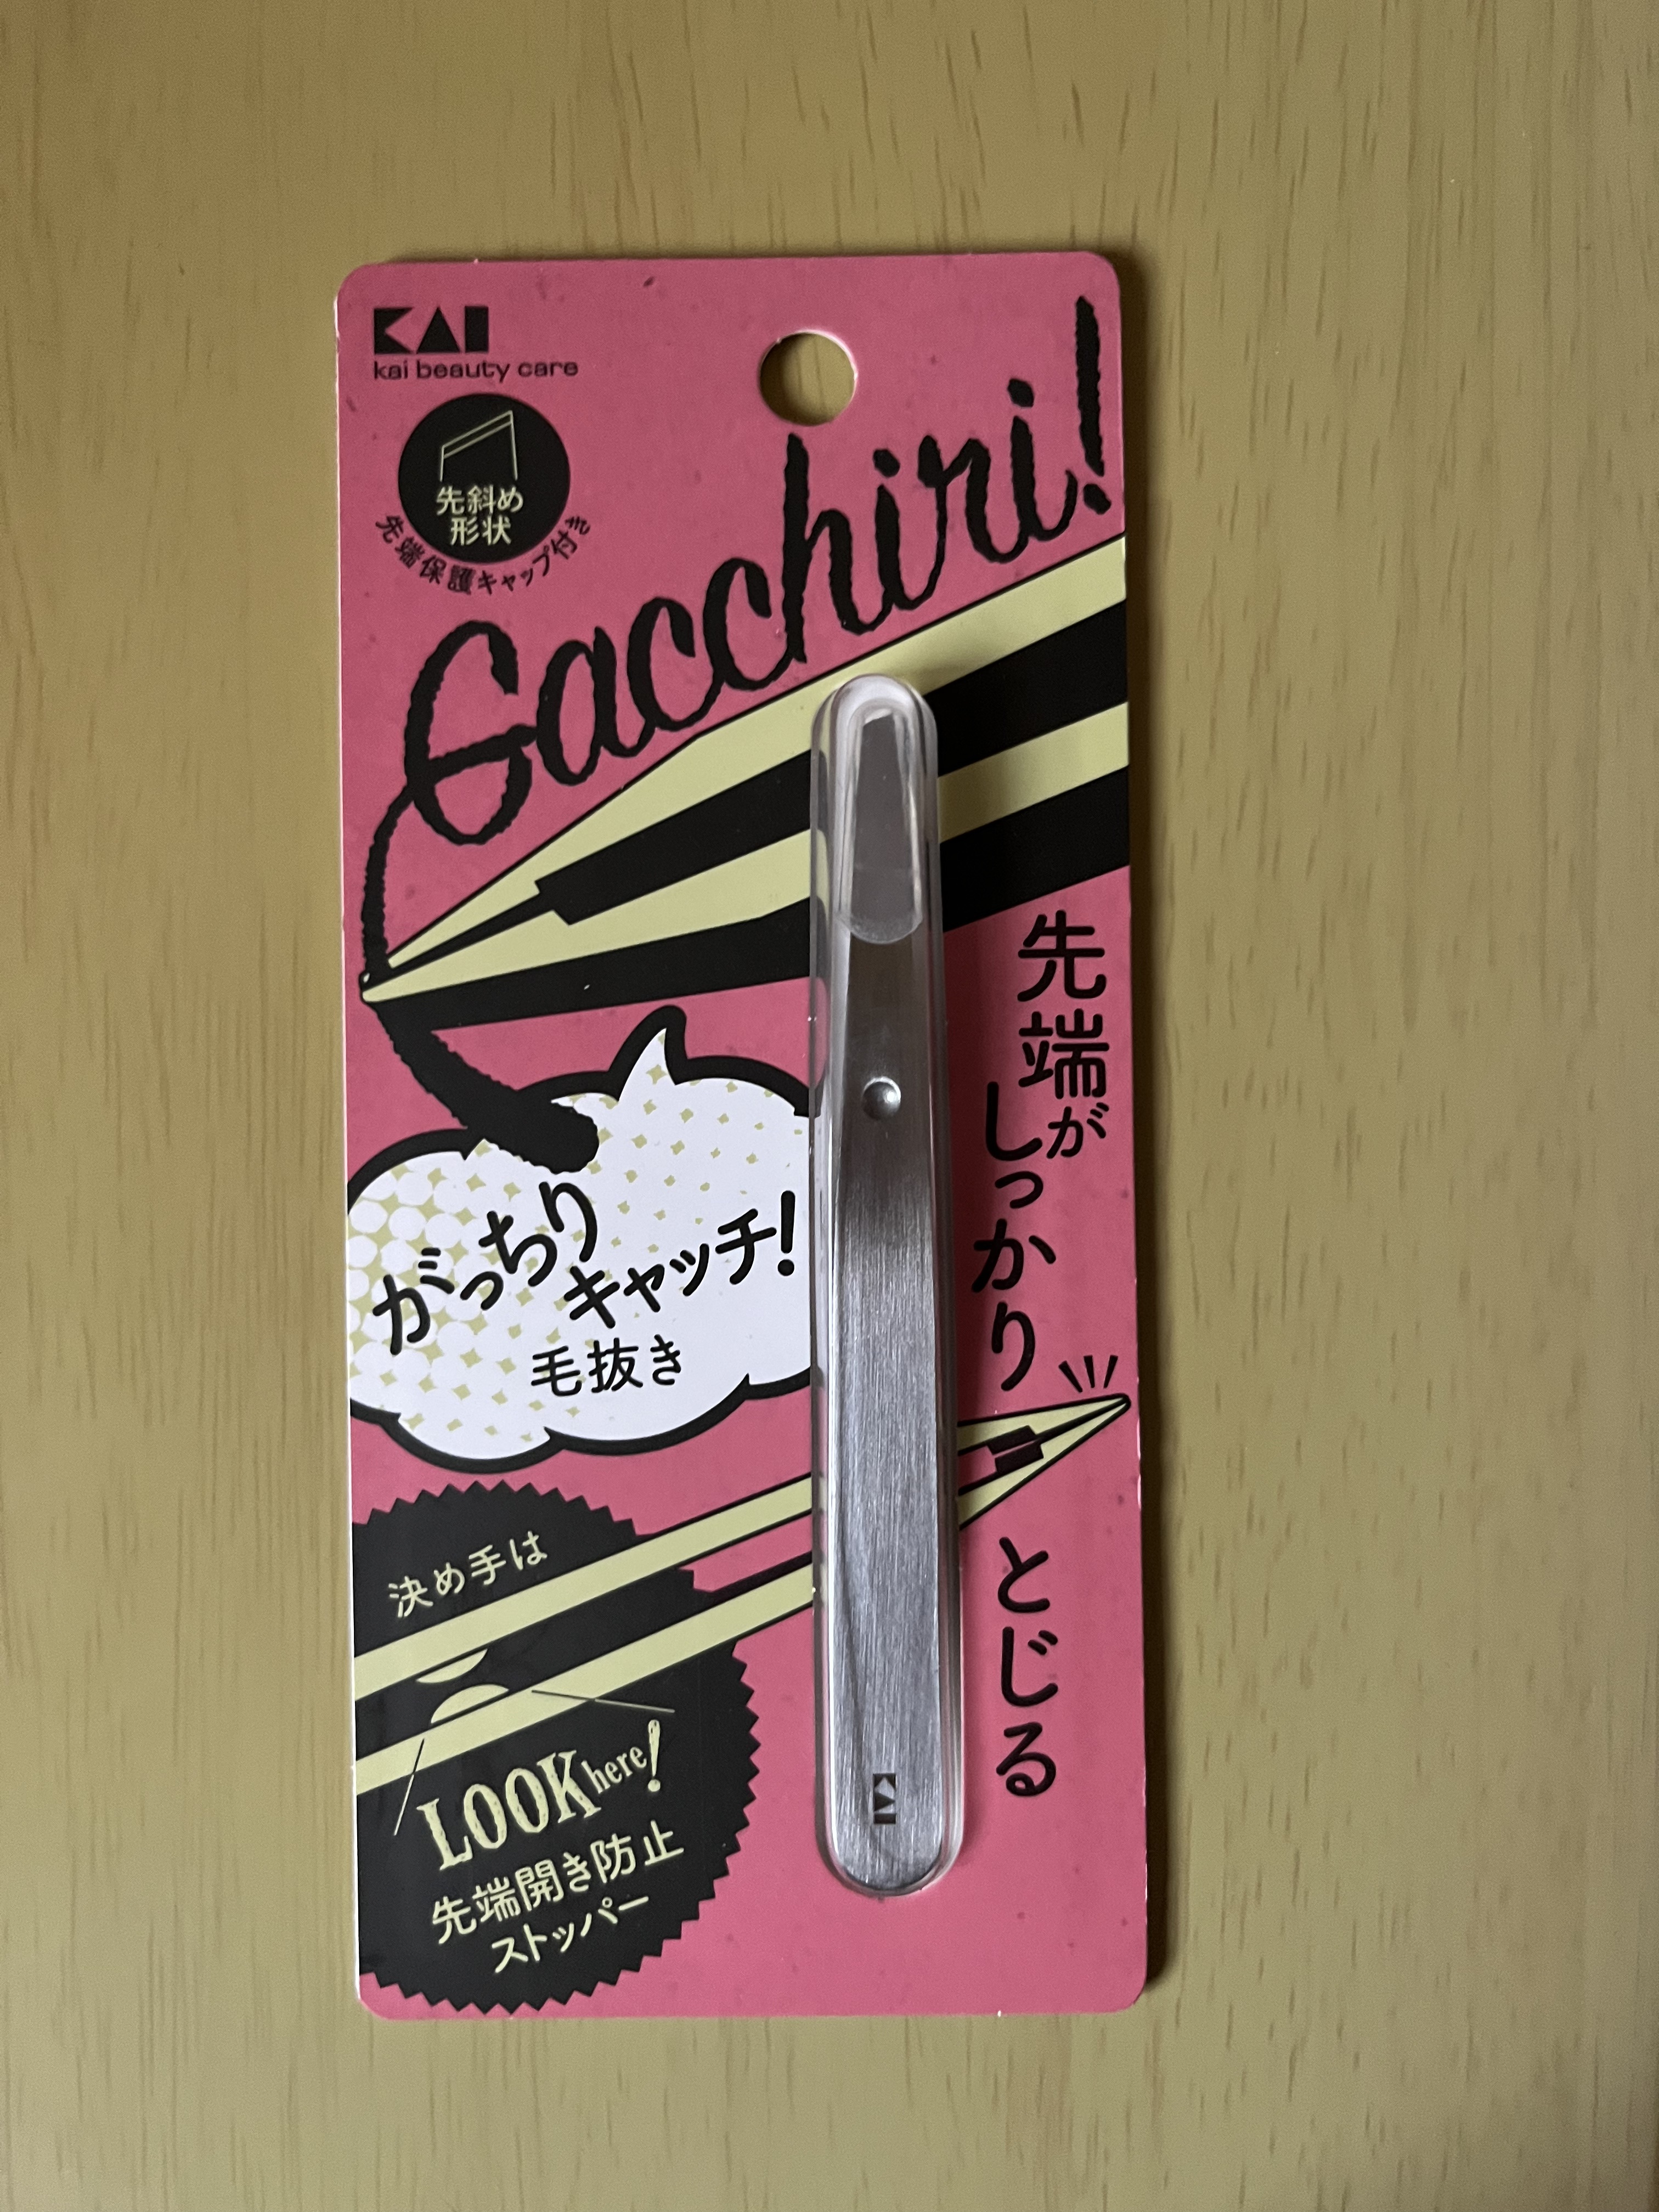 KAI
kai beauty care
先斜め
形状
先端保護キャップ付き
Gacchiri!
先端が
しっかり
とじる
がっちり
キャッチ!
毛抜き
決め手は
LOOK here!
先端開き防止
ストッパー
KAI